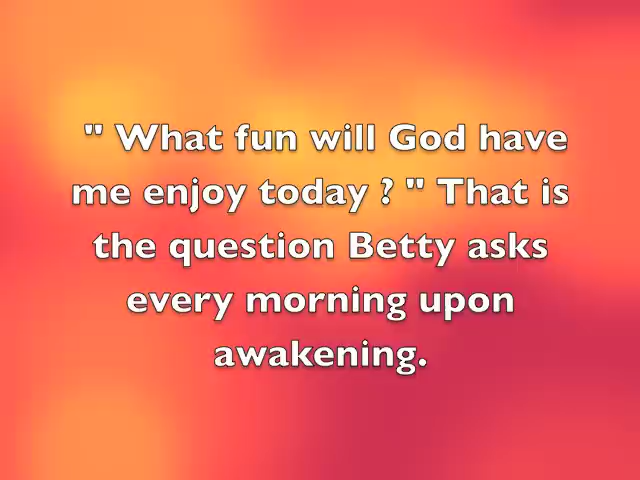 " What fun will God have
me enjoy today ? " That is
the question Betty asks
every morning upon
awakening.